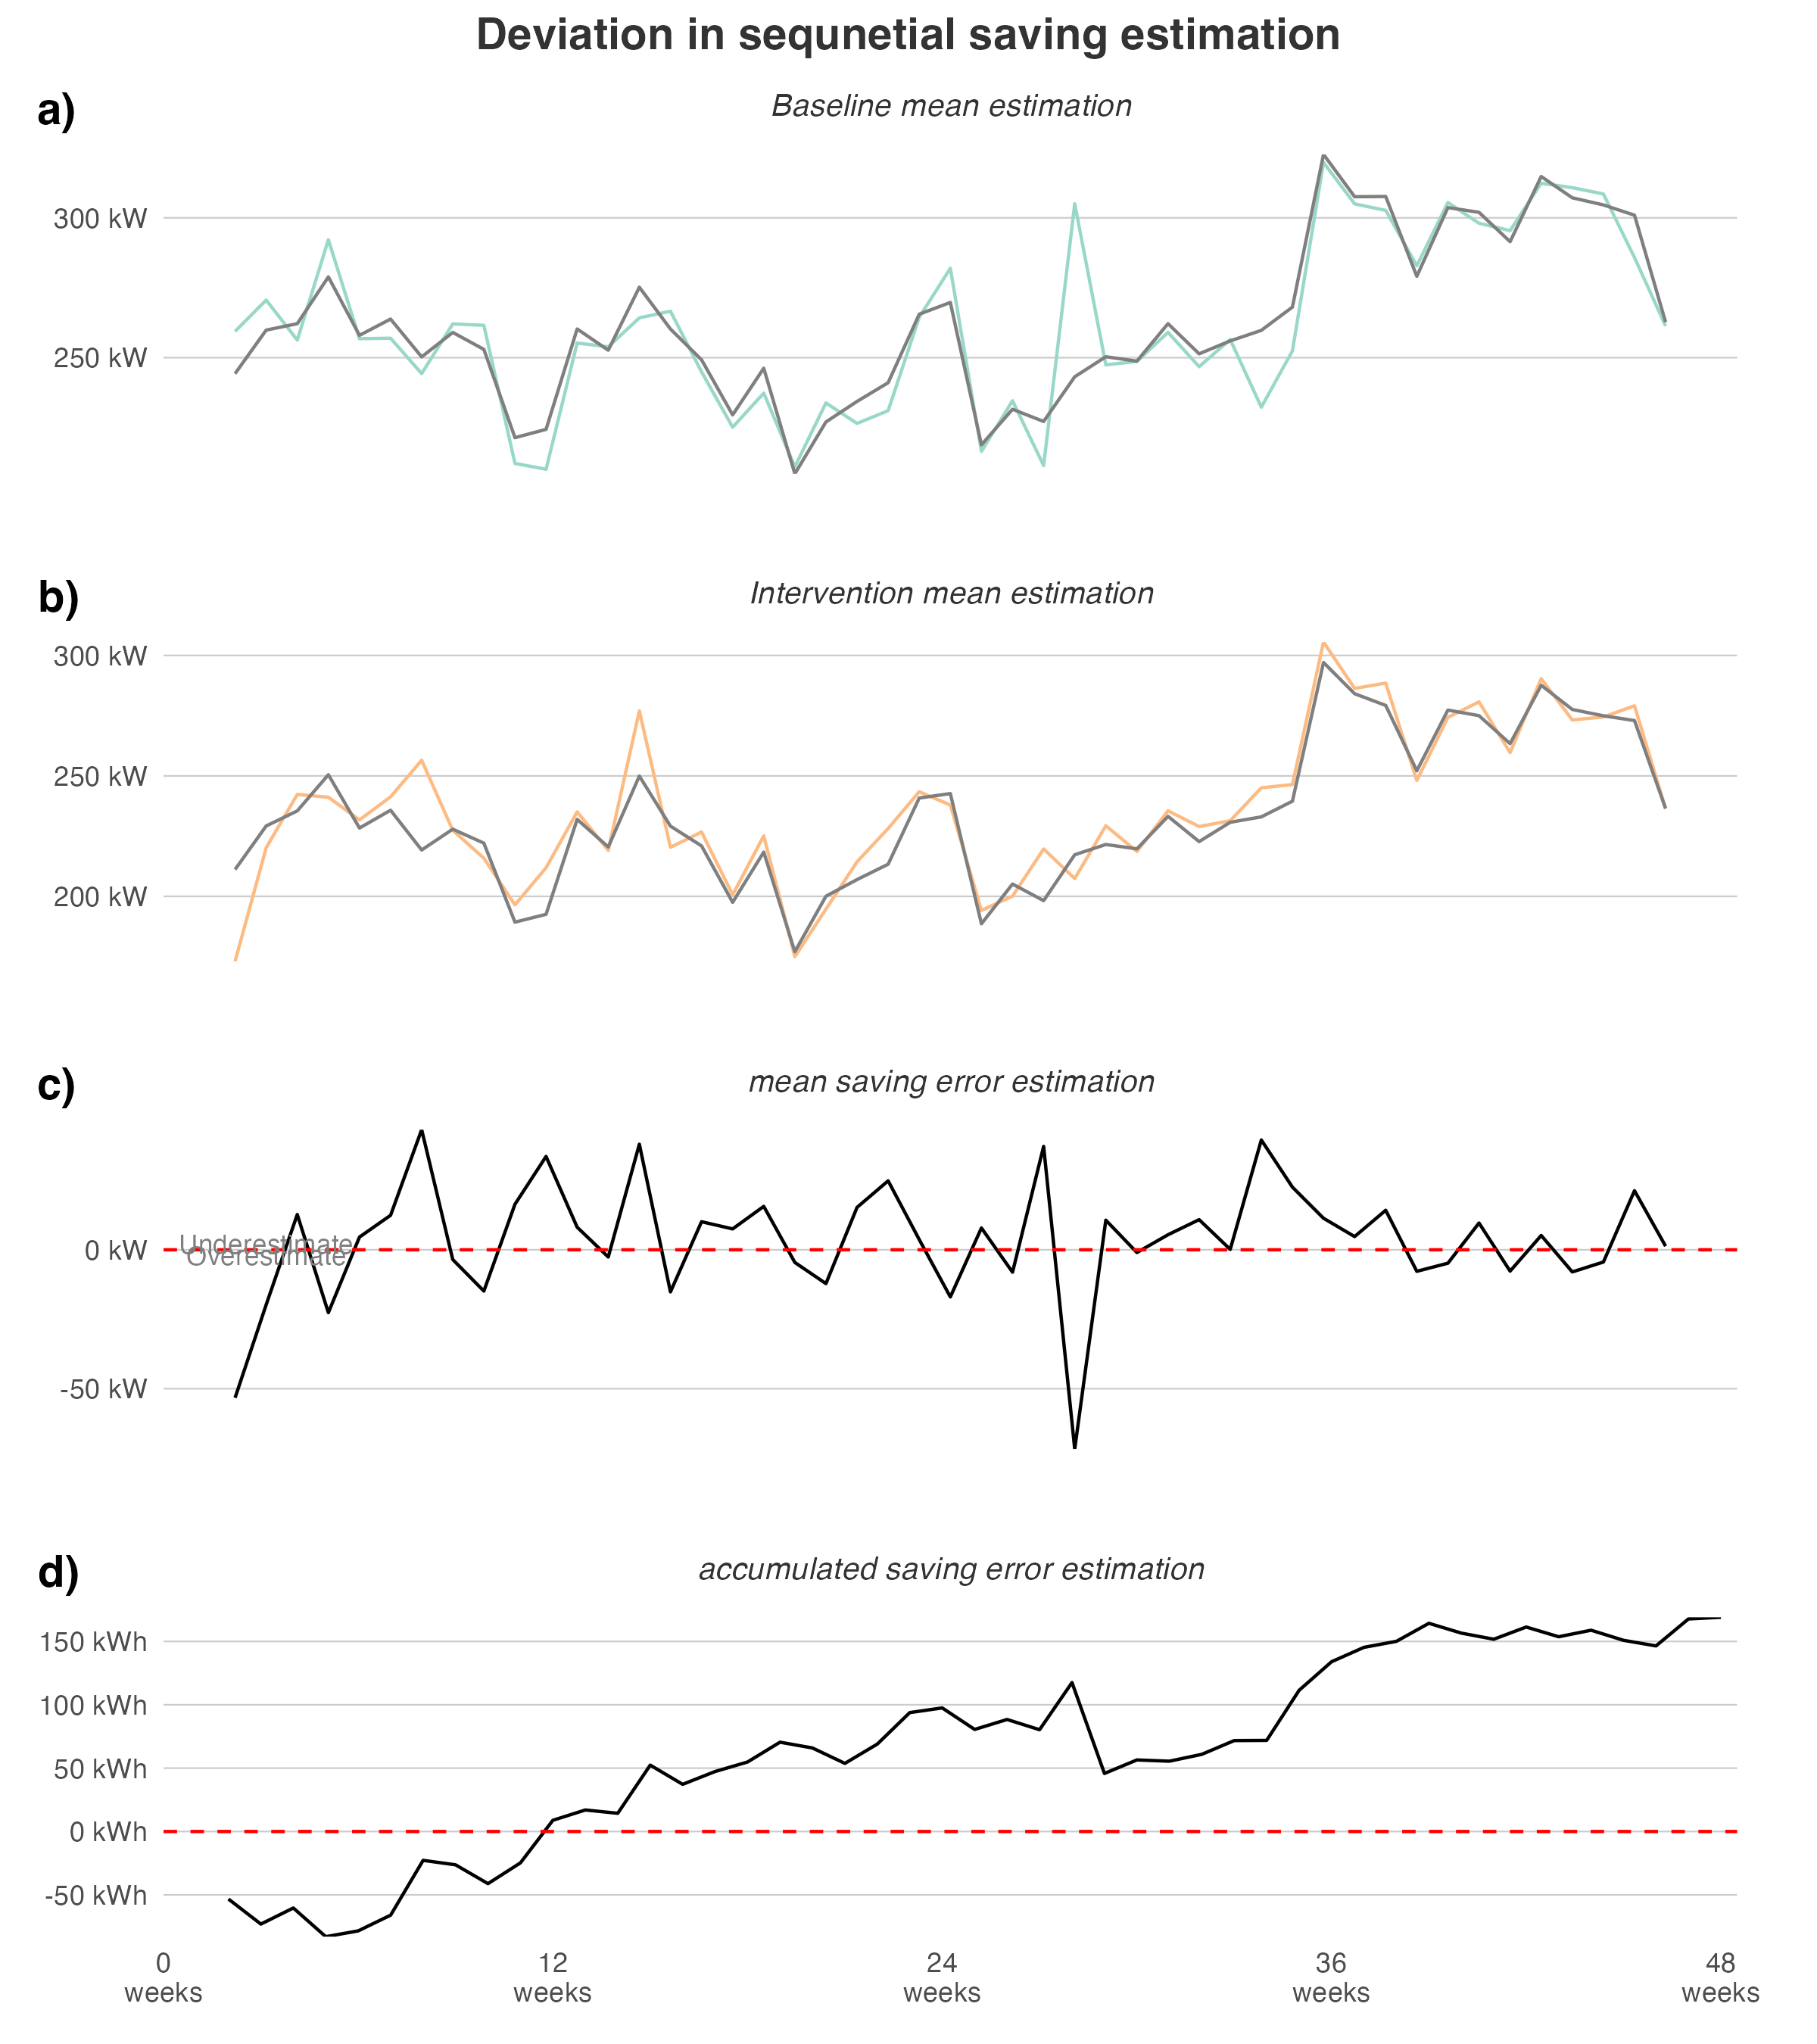 Deviation in sequnetial saving estimation
a)
Baseline mean estimation
300 kW
250 kW
b)
Intervention mean estimation
300 kW
250 kW
200 kW
c)
mean saving error estimation
Underestimate
0 kW
Overestimate
-50 kW
d)
accumulated saving error estimation
150 kWh
100 kWh
50 kWh
0 kWh
-50 kWh
0 12 24 36 48
weeks weeks weeks weeks weeks